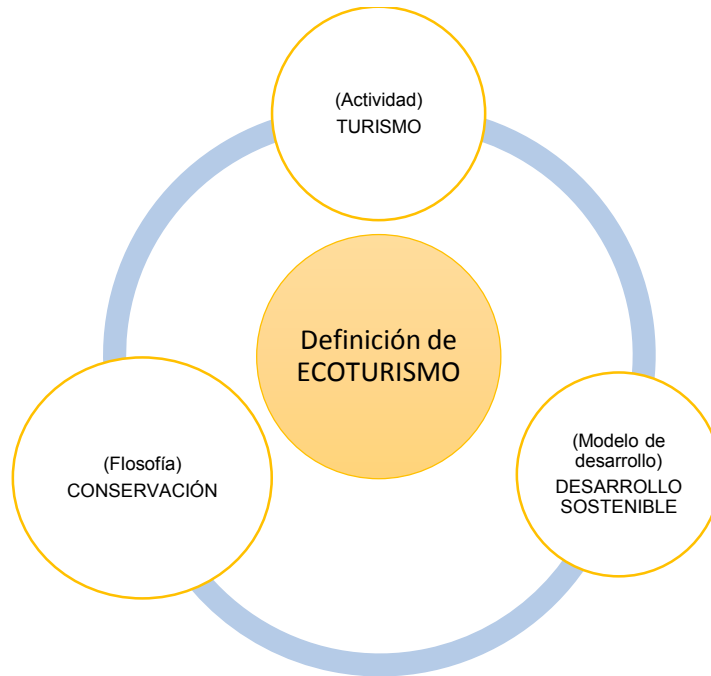 (Actividad)
TURISMO
Definición de
ECOTURISMO
(Flosofía)
CONSERVACIÓN
(Modelo de
desarrollo)
DESARROLLO
SOSTENIBLE